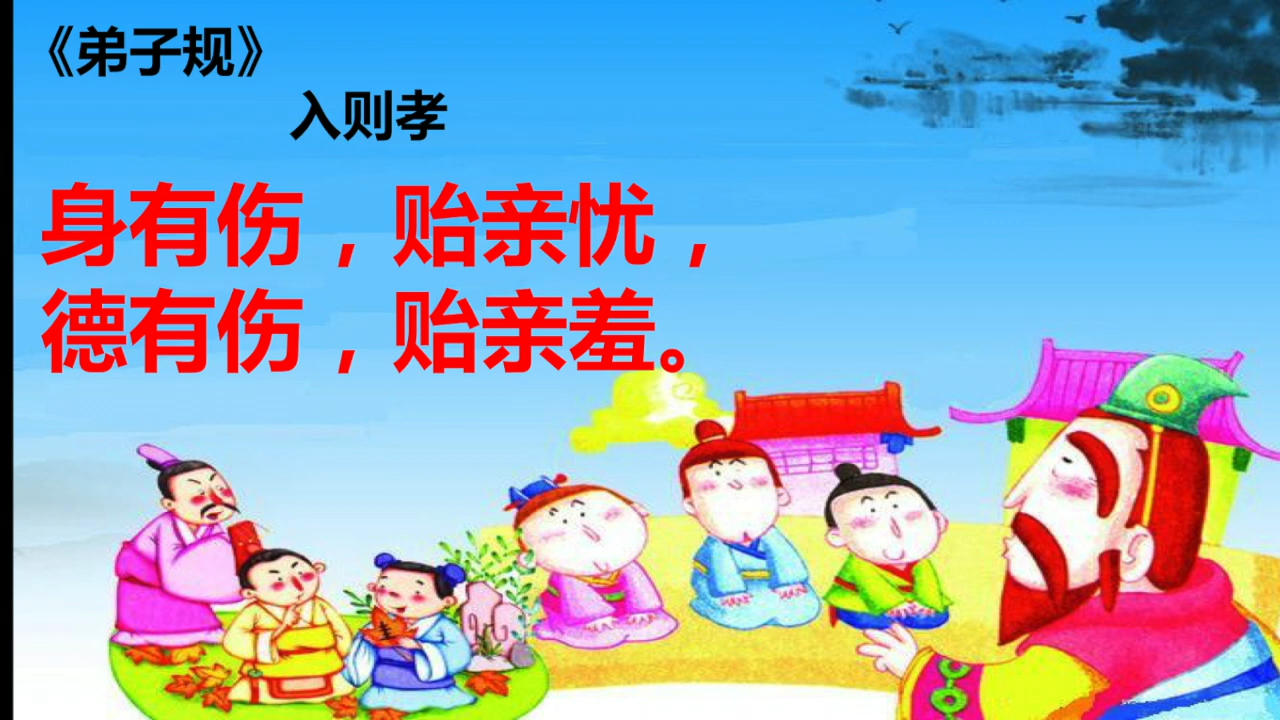 《弟子规》
入则孝
身有伤，贻亲忧，
德有伤，贻亲羞。